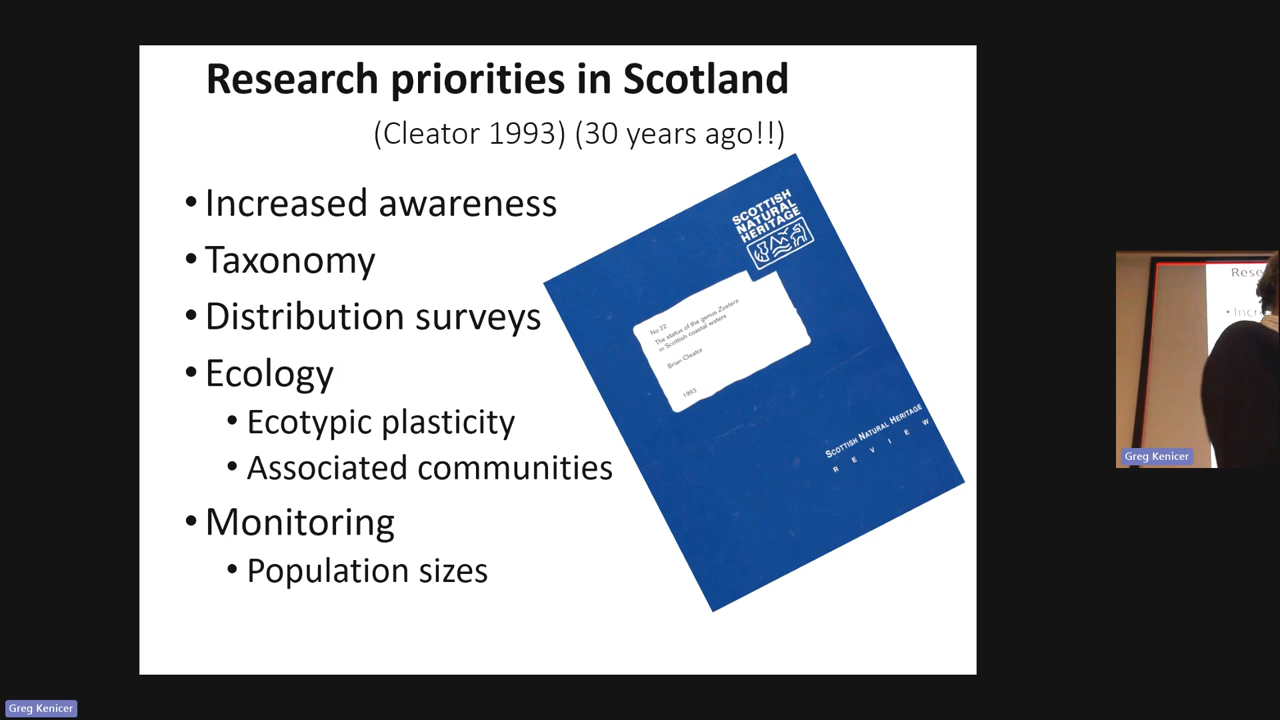 Research priorities in Scotland
(Cleator 1993) (30 years ago!!)
• Increased awareness
• Taxonomy
• Distribution surveys
• Ecology
• Ecotypic plasticity
• Associated communities
• Monitoring
• Population sizes
SCOTTISH
NATURAL
HERITAGE
No 22
The status of the genus Zostera
in Scottish coastal waters
Brian Cleator
1993
SCOTTISH NATURAL HERITAGE
REVIEW
Rese
• Incr
Greg Kenicer
Greg Kenicer